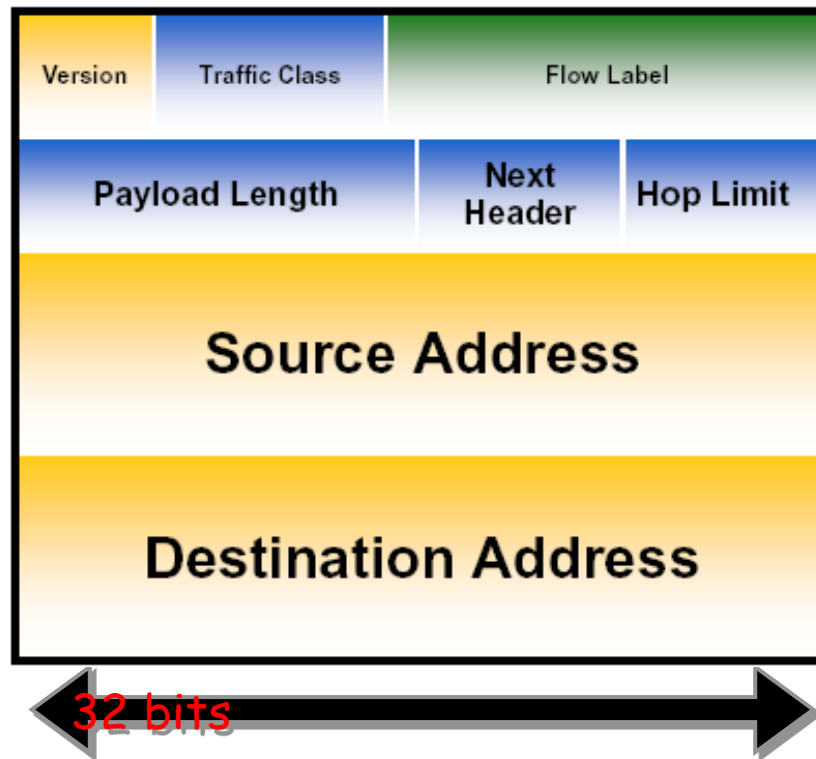 Version Traffic Class Flow Label
Payload Length Next Header Hop Limit
Source Address
Destination Address
32 bits